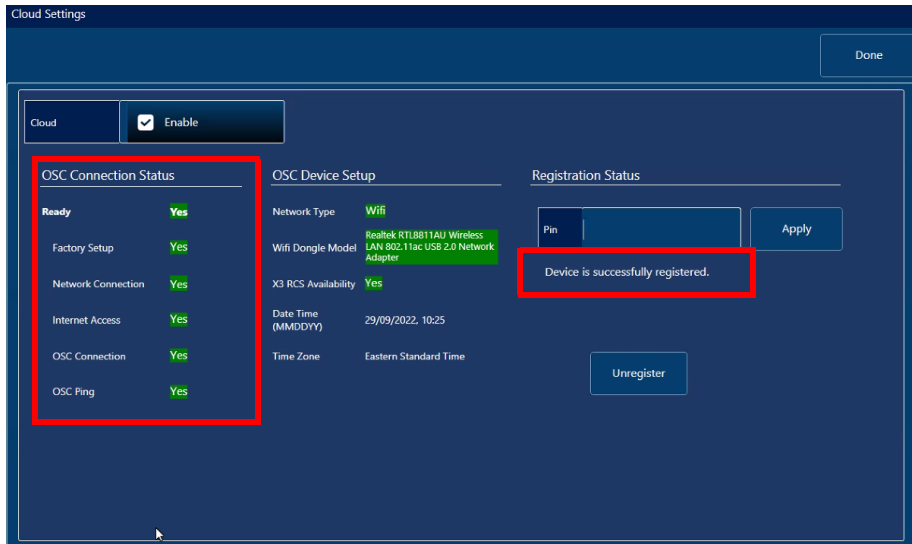 Cloud Settings
Done
Cloud
Enable
OSC Connection Status
Ready Yes
Factory Setup Yes
Network Connection Yes
Internet Access Yes
OSC Connection Yes
OSC Ping Yes
OSC Device Setup
Network Type Wifi
Wifi Dongle Model Realtek RTL8811AU Wireless
LAN 802.11ac USB 2.0 Network
Adapter
X3 RCS Availability Yes
Date Time
(MMDDYY) 29/09/2022, 10:25
Time Zone Eastern Standard Time
Registration Status
Pin
Apply
Device is successfully registered.
Unregister